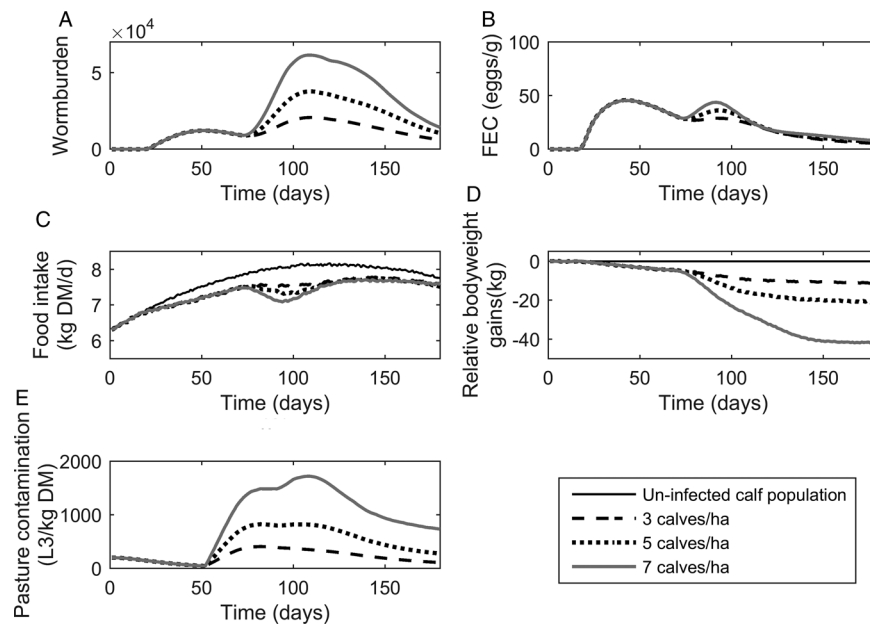 A
×10⁴
5
0
Wormburden
0 50 100 150
Time (days)
B
100
50
0
FEC (eggs/g)
0 50 100 150
Time (days)
C
8
7
6
Food intake
(kg DM/d)
0 50 100 150
Time (days)
D
0
-20
-40
Relative bodyweight
gains(kg)
0 50 100 150
Time (days)
E
2000
1000
0
Pasture contamination
(L3/kg DM)
0 50 100 150
Time (days)
Un-infected calf population
3 calves/ha
5 calves/ha
7 calves/ha